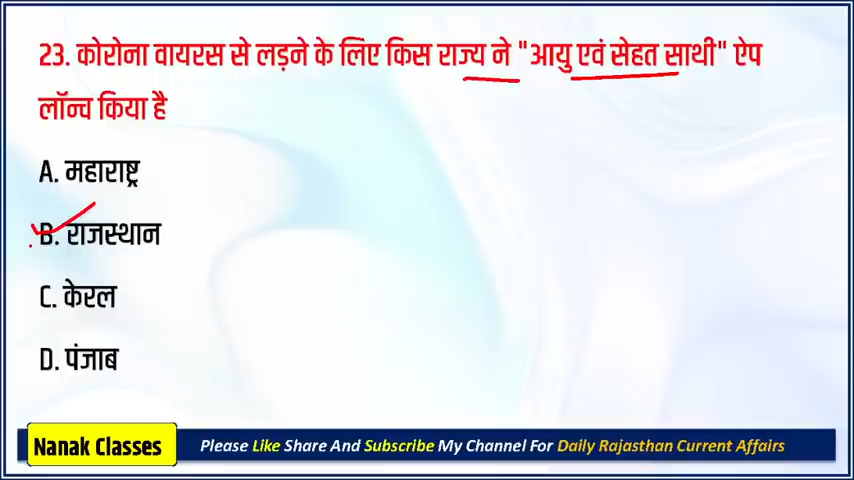 23. कोरोना वायरस से लड़ने के लिए किस राज्य ने "आयु एवं सेहत साथी" ऐप
लॉन्च किया है
A. महाराष्ट्र
B. राजस्थान
C. केरल
D. पंजाब
Nanak Classes
Please Like Share And Subscribe My Channel For Daily Rajasthan Current Affairs